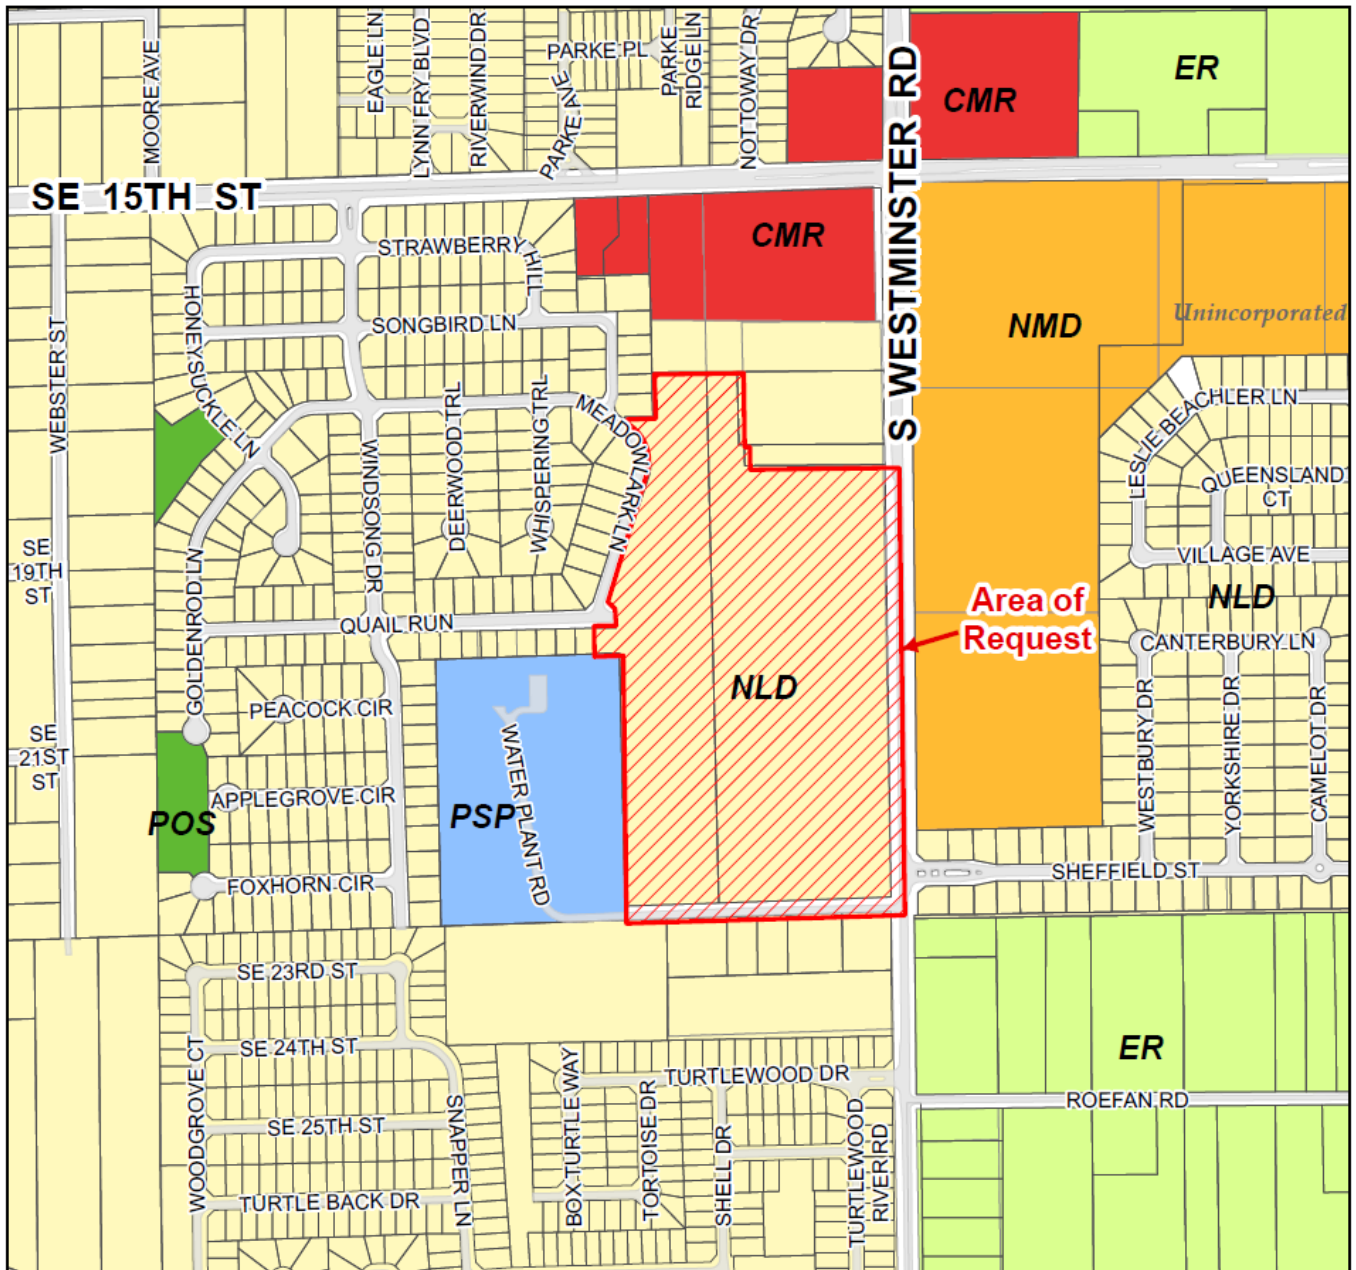 MOORE AVE
EAGLE LN
LYNN FRY BLVD
RIVERWIND DR
PARKE PL
PARKE AVE
PARKE
RIDGE LN
NOTTOWAY DR
S WESTMINSTER RD
CMR
ER
SE 15TH ST
STRAWBERRY HILL
CMR
HONEYSUCKLE LN
SONGBIRD LN
NMD
Unincorporated
WEBSTER ST
WINDSONG DR
DEERWOOD TRL
WHISPERING TRL
MEADOWLARK LN
LESLIE BEACHLER LN
QUEENSLAND
CT
VILLAGE AVE
SE
19TH
ST
GOLDENROD LN
NLD
Area of
Request
QUAIL RUN
CANTERBURY LN
NLD
PEACOCK CIR
WESTBURY DR
YORKSHIRE DR
CAMELOT DR
SE
21ST
ST
WATER PLANT RD
APPLEGROVE CIR
POS
PSP
FOXHORN CIR
SHEFFIELD ST
SE 23RD ST
WOODGROVE CT
SE 24TH ST
ER
BOX TURTLE WAY
TURTLEWOOD DR
TORTOISE DR
ROEFAN RD
SE 25TH ST
SNAPPER LN
SHELL DR
TURTLEWOOD
RIVER RD
TURTLE BACK DR